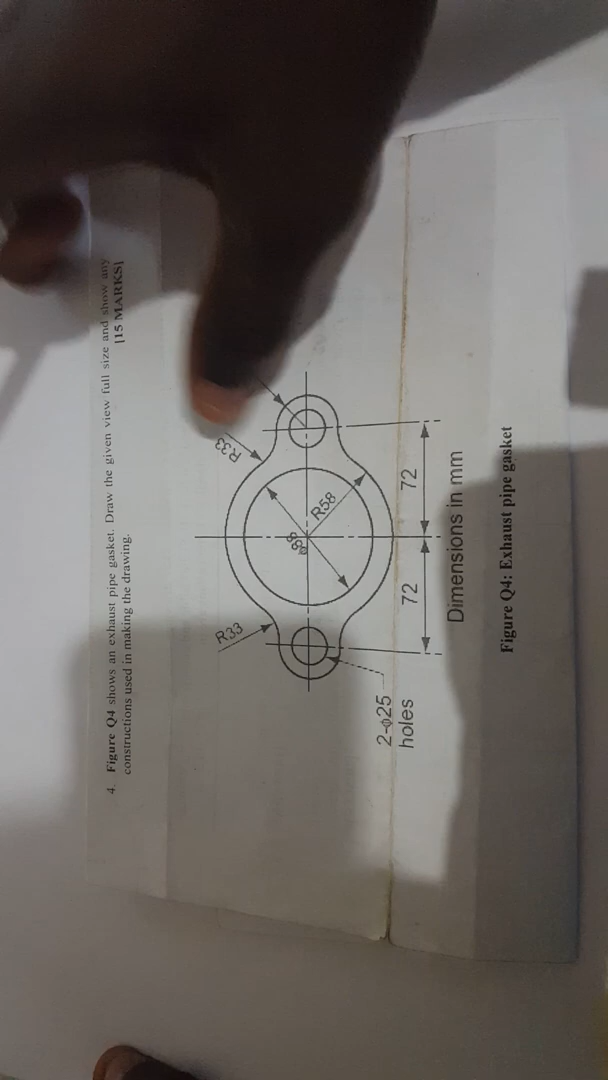 4. Figure Q4 shows an exhaust pipe gasket. Draw the given view full size and show any
constructions used in making the drawing.
[15 MARKS]
R33
R33
ø88
R58
2-ø25
holes
72
72
Dimensions in mm
Figure Q4: Exhaust pipe gasket